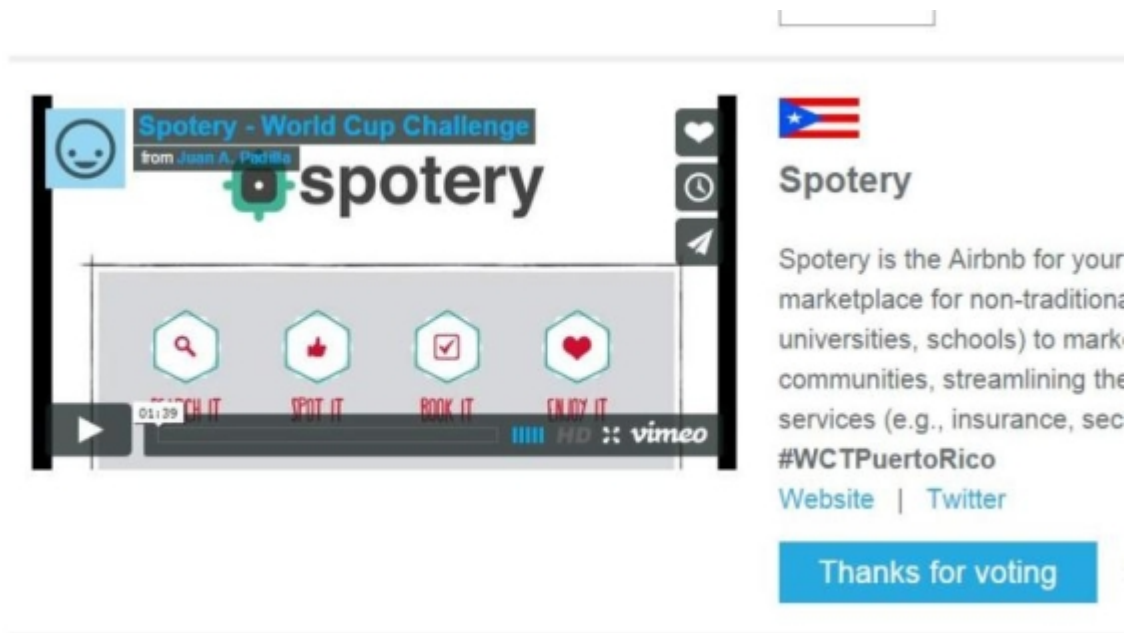 Spotery - World Cup Challenge
from Juan A. Padilla
spotery
SEARCH IT
SPOT IT
BOOK IT
ENJOY IT
01:39
HD
vimeo
Spotery
Spotery is the Airbnb for your
marketplace for non-traditiona
universities, schools) to mark
communities, streamlining the
services (e.g., insurance, sec
#WCTPuertoRico
Website | Twitter
Thanks for voting